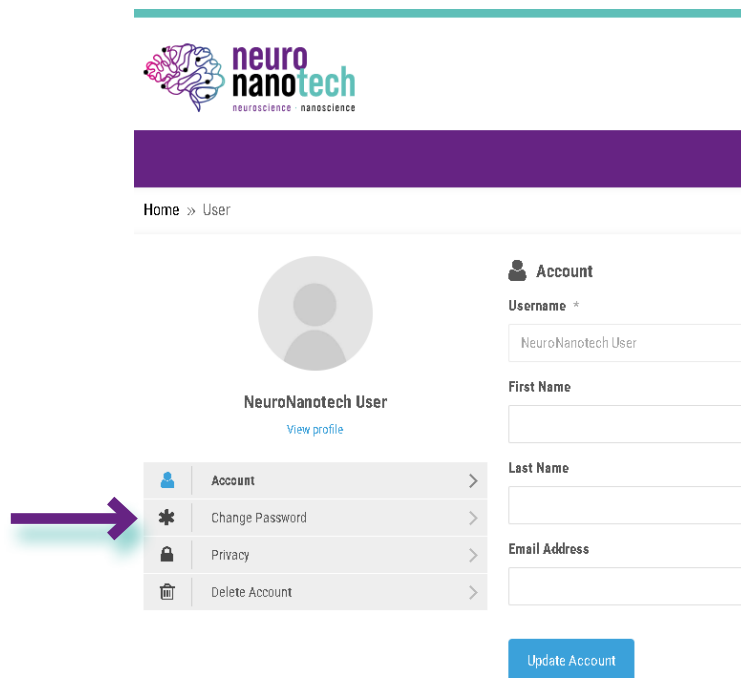 neuro
nanotech
neuroscience · nanoscience
Home » User
NeuroNanotech User
View profile
Account
Change Password
Privacy
Delete Account
Account
Username *
NeuroNanotech User
First Name
Last Name
Email Address
Update Account